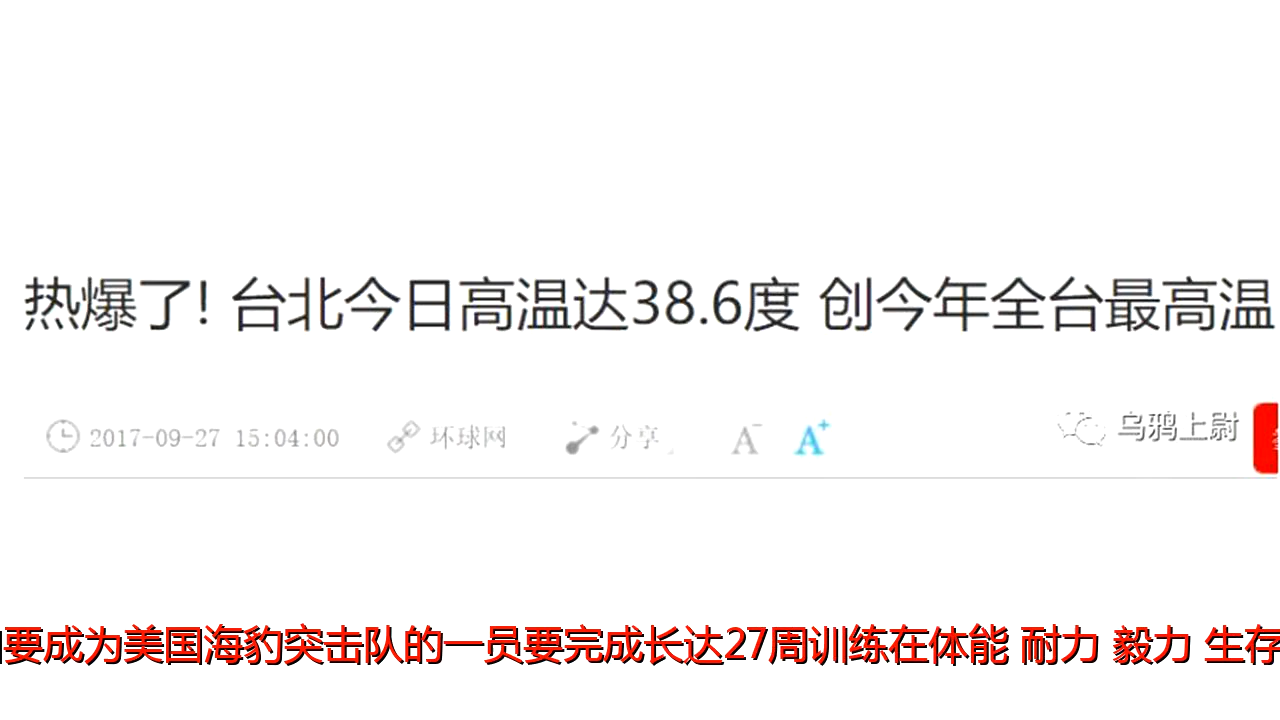 热爆了! 台北今日高温达38.6度 创今年全台最高温
2017-09-27 15:04:00 环球网 分享 A- A+ 乌鸦上尉
要成为美国海豹突击队的一员要完成长达27周训练在体能 耐力 毅力 生存